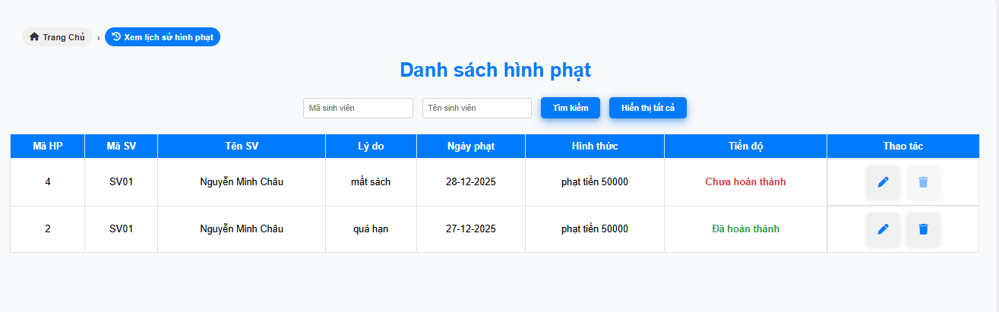 Trang Chủ › Xem lịch sử hình phạt
Danh sách hình phạt
Mã sinh viên Tên sinh viên Tìm kiếm Hiển thị tất cả
Mã HP Mã SV Tên SV Lý do Ngày phạt Hình thức Tiến độ Thao tác
4 SV01 Nguyễn Minh Châu mất sách 28-12-2025 phạt tiền 50000 Chưa hoàn thành
2 SV01 Nguyễn Minh Châu quá hạn 27-12-2025 phạt tiền 50000 Đã hoàn thành